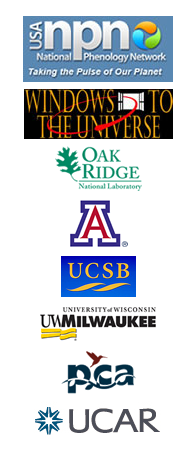 USA
npn
National Phenology Network
Taking the Pulse of Our Planet
WINDOWS TO
THE UNIVERSE
OAK
RIDGE
National Laboratory
A
UCSB
UNIVERSITY OF WISCONSIN
UWMILWAUKEE
pca
UCAR